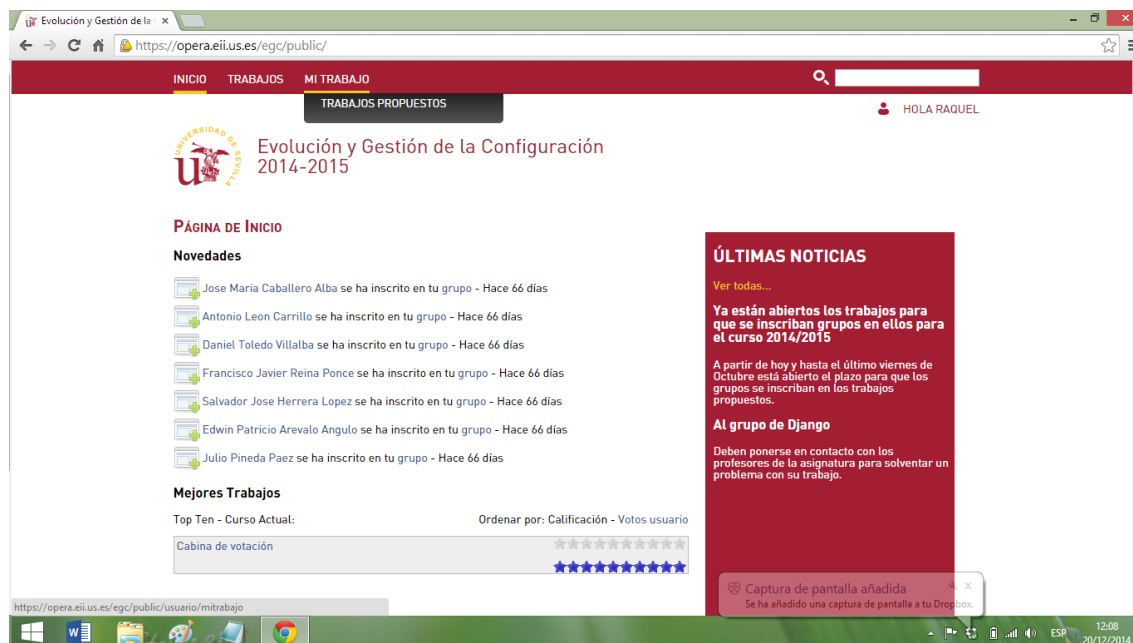 Evolución y Gestión de la
https://opera.eii.us.es/egc/public/
INICIO TRABAJOS MI TRABAJO
TRABAJOS PROPUESTOS
HOLA RAQUEL
UNIVERSIDAD DE SEVILLA
Evolución y Gestión de la Configuración
2014-2015
PÁGINA DE INICIO
Novedades
Jose Maria Caballero Alba se ha inscrito en tu grupo - Hace 66 días
Antonio Leon Carrillo se ha inscrito en tu grupo - Hace 66 días
Daniel Toledo Villalba se ha inscrito en tu grupo - Hace 66 días
Francisco Javier Reina Ponce se ha inscrito en tu grupo - Hace 66 días
Salvador Jose Herrera Lopez se ha inscrito en tu grupo - Hace 66 días
Edwin Patricio Arevalo Angulo se ha inscrito en tu grupo - Hace 66 días
Julio Pineda Paez se ha inscrito en tu grupo - Hace 66 días
Mejores Trabajos
Top Ten - Curso Actual: Ordenar por: Calificación - Votos usuario
Cabina de votación
ÚLTIMAS NOTICIAS
Ver todas...
Ya están abiertos los trabajos para
que se inscriban grupos en ellos para
el curso 2014/2015
A partir de hoy y hasta el último viernes de
Octubre está abierto el plazo para que los
grupos se inscriban en los trabajos
propuestos.
Al grupo de Django
Deben ponerse en contacto con los
profesores de la asignatura para solventar un
problema con su trabajo.
Captura de pantalla añadida
Se ha añadido una captura de pantalla a tu Dropbox.
https://opera.eii.us.es/egc/public/usuario/mitrabajo
ESP
12:08
20/12/2014